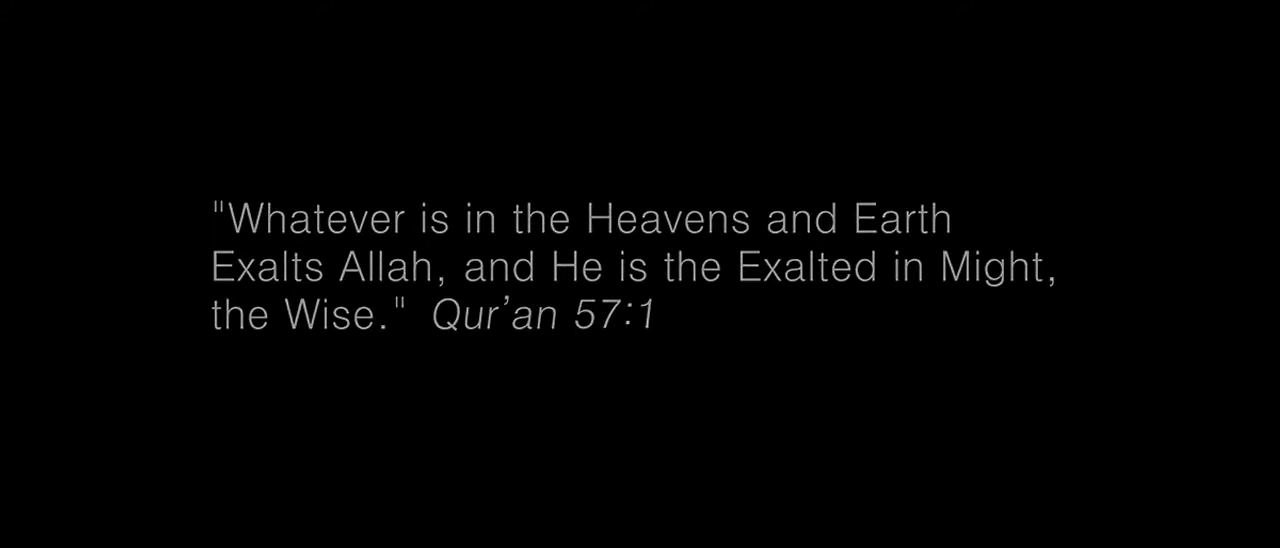 "Whatever is in the Heavens and Earth
Exalts Allah, and He is the Exalted in Might,
the Wise." Qur’an 57:1